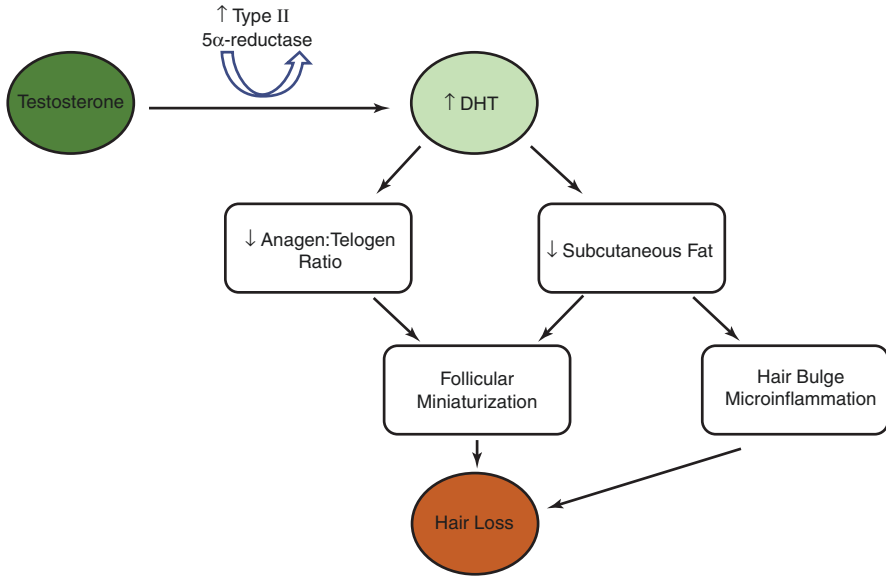 ↑ Type II
5α-reductase
Testosterone
↑ DHT
↓ Anagen:Telogen
Ratio
↓ Subcutaneous Fat
Follicular
Miniaturization
Hair Bulge
Microinflammation
Hair Loss